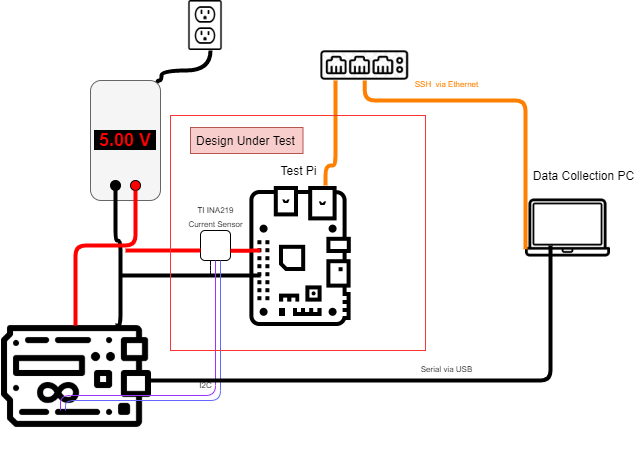 SSH via Ethernet
5.00 V
Design Under Test
Test Pi
Data Collection PC
TI INA219
Current Sensor
Serial via USB
I2C